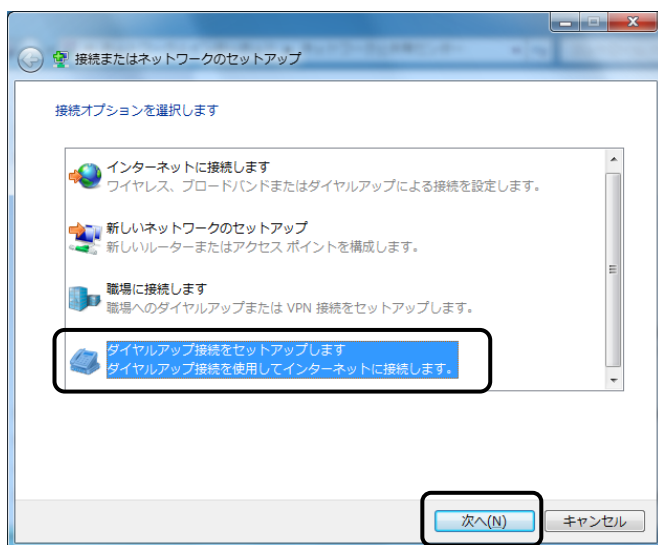 接続またはネットワークのセットアップ
接続オプションを選択します
インターネットに接続します
ワイヤレス、ブロードバンドまたはダイヤルアップによる接続を設定します。
新しいネットワークのセットアップ
新しいルーターまたはアクセス ポイントを構成します。
職場に接続します
職場へのダイヤルアップまたは VPN 接続をセットアップします。
ダイヤルアップ接続をセットアップします
ダイヤルアップ接続を使用してインターネットに接続します。
次へ(N)
キャンセル